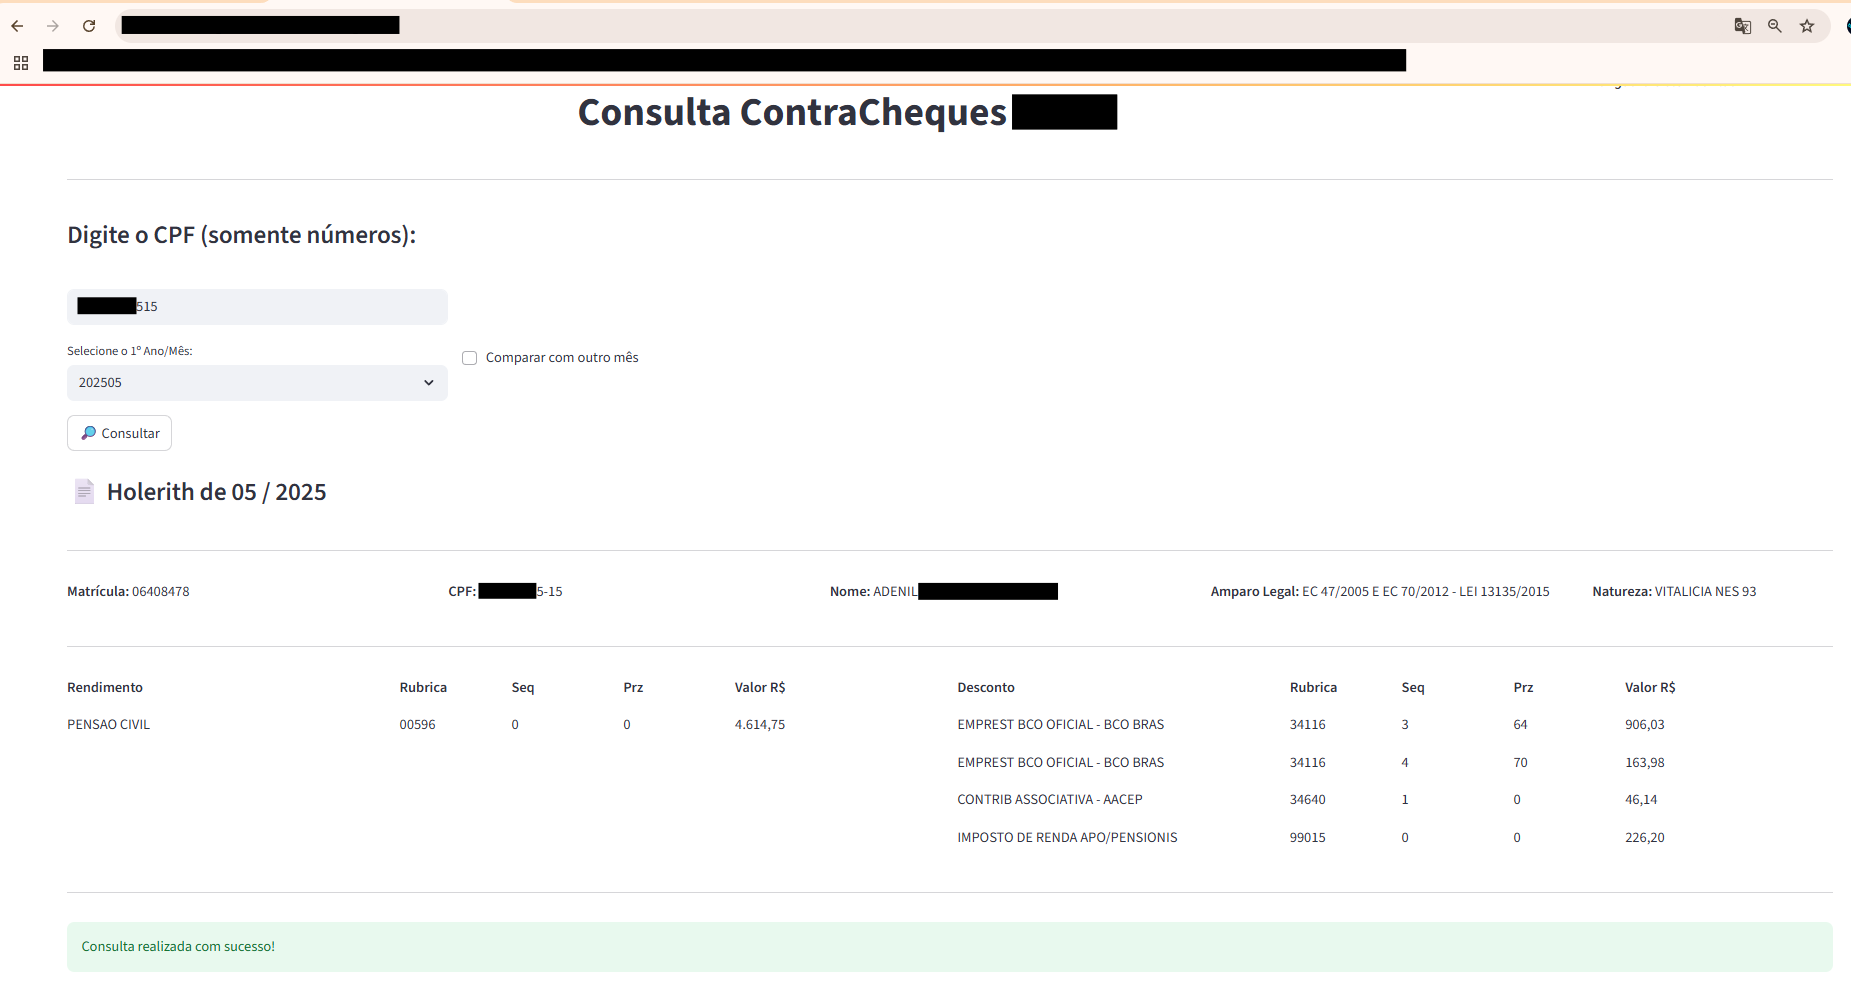 Consulta ContraCheques
Digite o CPF (somente números):
515
Selecione o 1º Ano/Mês:
Comparar com outro mês
202505
Consultar
Holerith de 05 / 2025
Matrícula: 06408478 CPF: 5-15 Nome: ADENIL Amparo Legal: EC 47/2005 E EC 70/2012 - LEI 13135/2015 Natureza: VITALICIA NES 93
Rendimento Rubrica Seq Prz Valor R$ Desconto Rubrica Seq Prz Valor R$
PENSAO CIVIL 00596 0 0 4.614,75 EMPREST BCO OFICIAL - BCO BRAS 34116 3 64 906,03
EMPREST BCO OFICIAL - BCO BRAS 34116 4 70 163,98
CONTRIB ASSOCIATIVA - AACEP 34640 1 0 46,14
IMPOSTO DE RENDA APO/PENSIONIS 99015 0 0 226,20
Consulta realizada com sucesso!